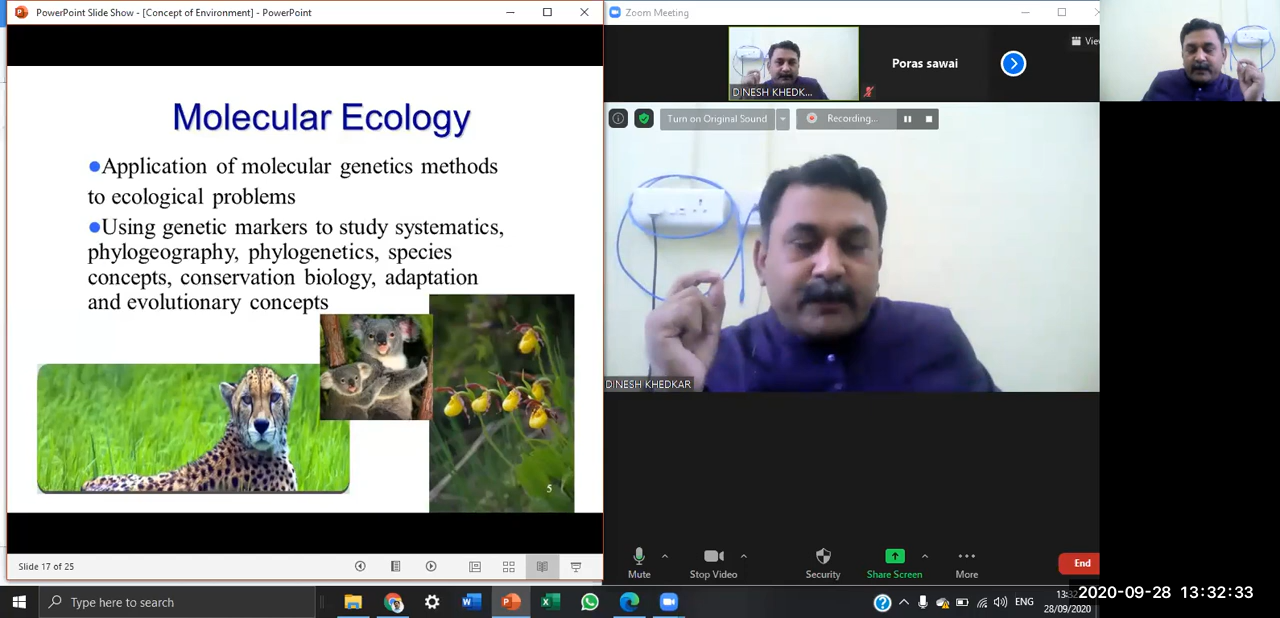 PowerPoint Slide Show - [Concept of Environment] - PowerPoint
Molecular Ecology
●Application of molecular genetics methods
to ecological problems
●Using genetic markers to study systematics,
phylogeography, phylogenetics, species
concepts, conservation biology, adaptation
and evolutionary concepts
5
Slide 17 of 25
Zoom Meeting
DINESH KHEDK...
Poras sawai
Turn on Original Sound
Recording...
DINESH KHEDKAR
Mute
Stop Video
Security
Share Screen
More
End
Type here to search
ENG
28/09/2020
2020-09-28 13:32:33